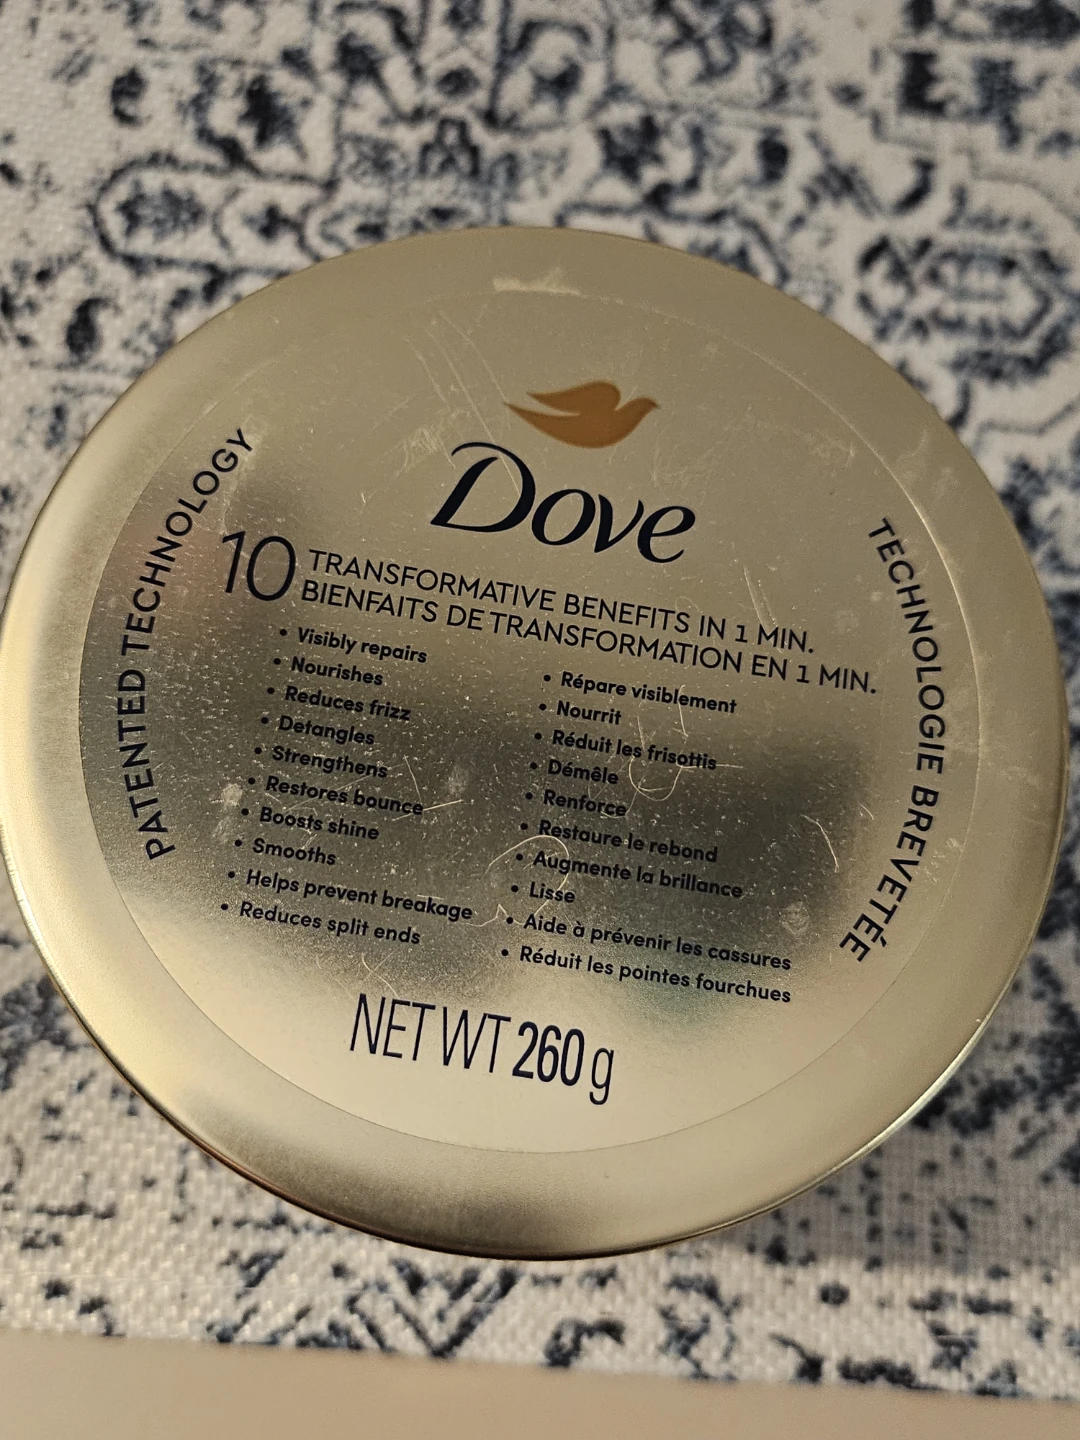 Dove
PATENTED TECHNOLOGY
10 TRANSFORMATIVE BENEFITS IN 1 MIN.
BIENFAITS DE TRANSFORMATION EN 1 MIN.
• Visibly repairs
• Nourishes
• Reduces frizz
• Detangles
• Strengthens
• Restores bounce
• Boosts shine
• Smooths
• Helps prevent breakage
• Reduces split ends
• Répare visiblement
• Nourrit
• Réduit les frisottis
• Démêle
• Renforce
• Restaure le rebond
• Augmente la brillance
• Lisse
• Aide à prévenir les cassures
• Réduit les pointes fourchues
TECHNOLOGIE BREVETÉE
NET WT 260 g